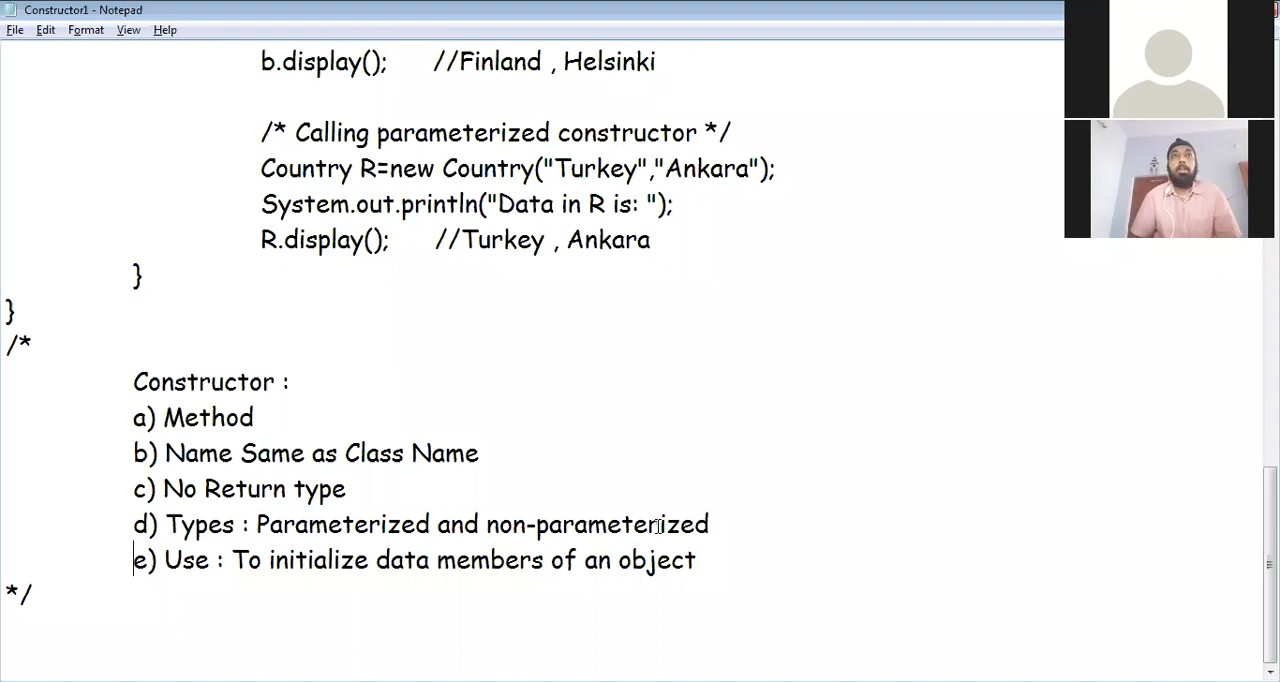 Constructor1 - Notepad
File Edit Format View Help
b.display(); //Finland , Helsinki
/* Calling parameterized constructor */
Country R=new Country("Turkey","Ankara");
System.out.println("Data in R is: ");
R.display(); //Turkey , Ankara
}
}
/*
Constructor :
a) Method
b) Name Same as Class Name
c) No Return type
d) Types : Parameterized and non-parameterized
e) Use : To initialize data members of an object
*/